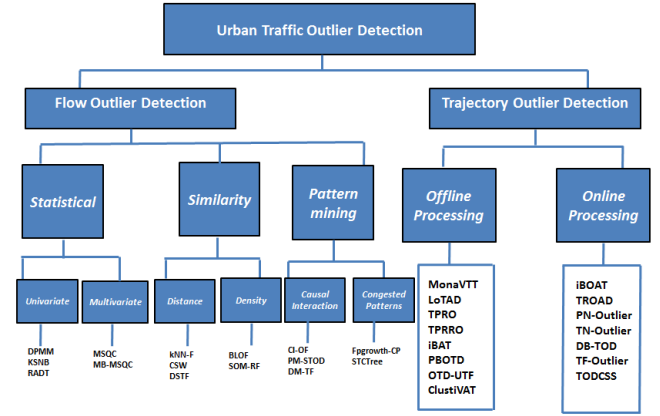 Urban Traffic Outlier Detection
Flow Outlier Detection
Trajectory Outlier Detection
Statistical
Similarity
Pattern
mining
Offline
Processing
Online
Processing
Univariate
Multivariate
Distance
Density
Causal
Interaction
Congested
Patterns
DPMM
KSNB
RADT
MSQC
MB-MSQC
kNN-F
CSW
DSTF
BLOF
SOM-RF
CI-OF
PM-STOD
DM-TF
Fpgrowth-CP
STCTree
MonaVTT
LoTAD
TPRO
TPRRO
iBAT
PBOTD
OTD-UTF
ClustiVAT
iBOAT
TROAD
PN-Outlier
TN-Outlier
DB-TOD
TF-Outlier
TODCSS